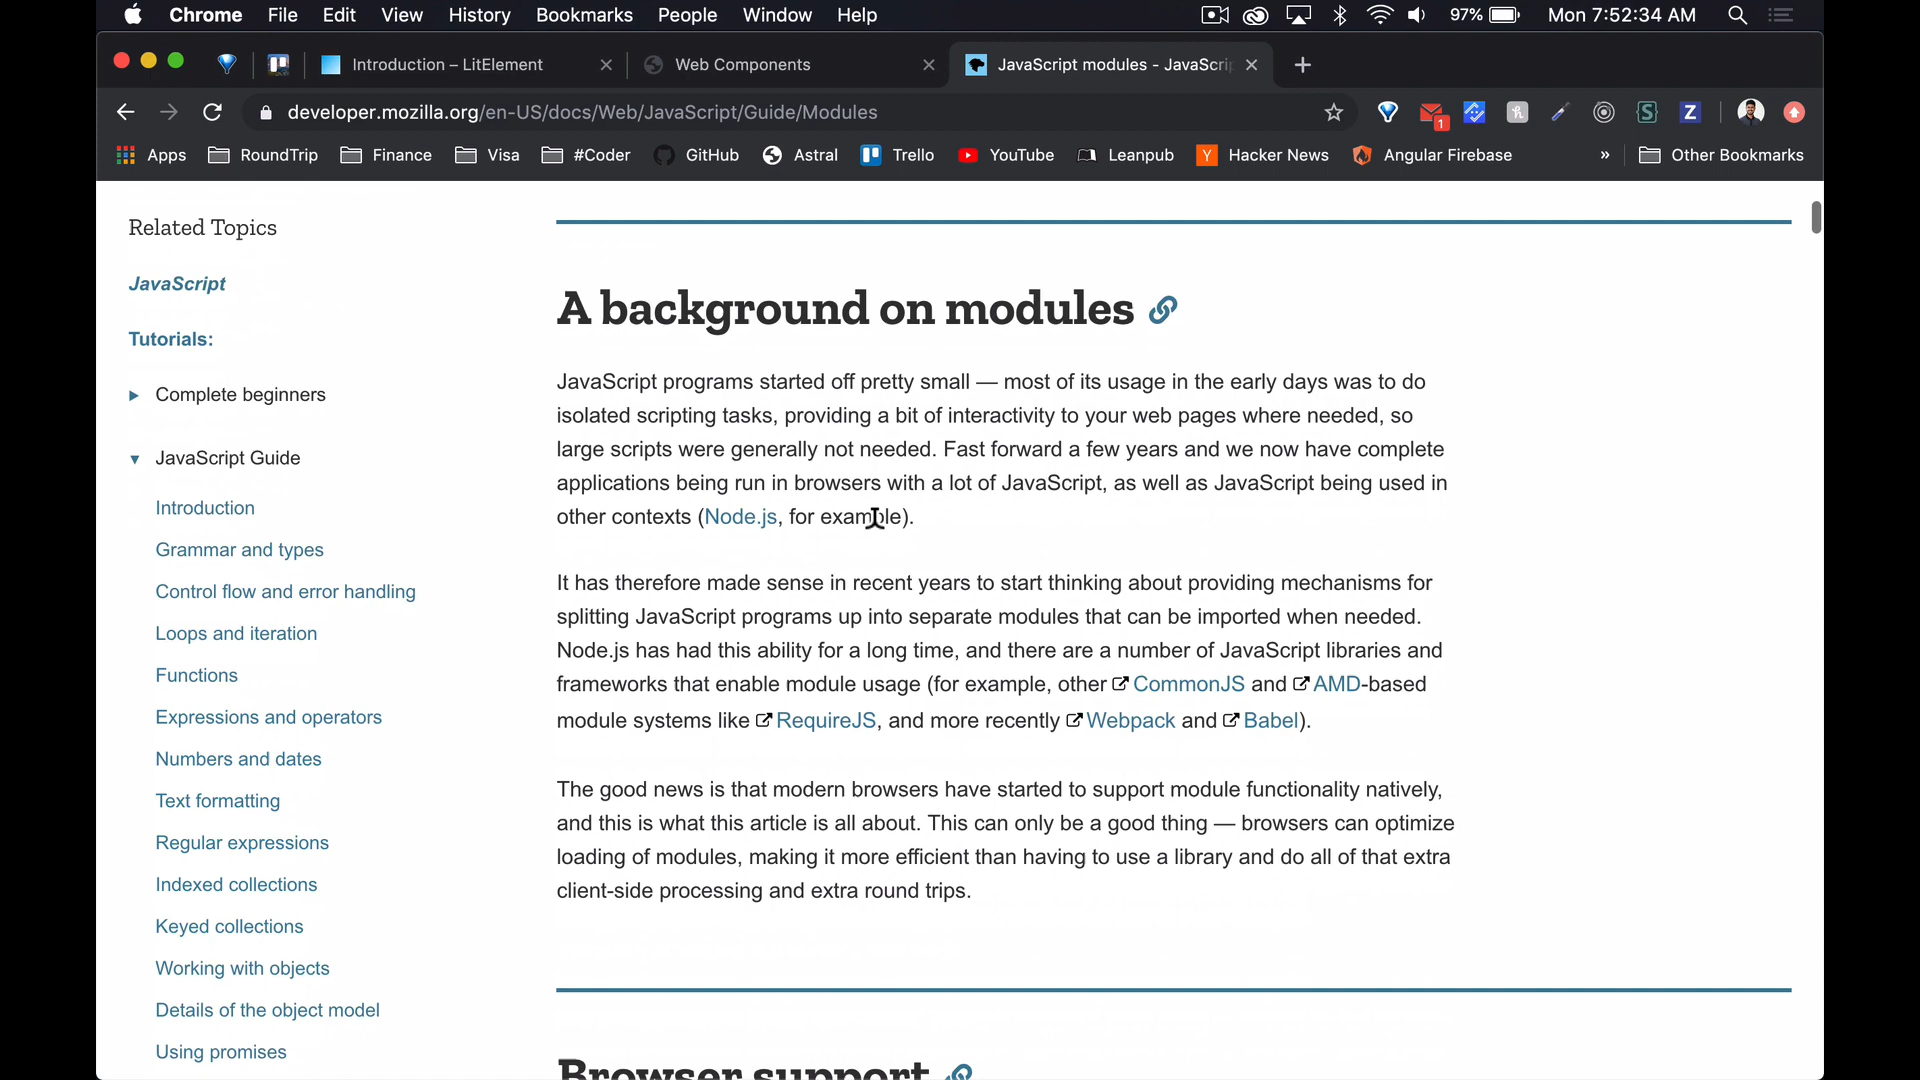 Chrome File Edit View History Bookmarks People Window Help 97% Mon 7:52:34 AM
Introduction – LitElement Web Components JavaScript modules - JavaScri
developer.mozilla.org/en-US/docs/Web/JavaScript/Guide/Modules 1
Apps RoundTrip Finance Visa #Coder GitHub Astral Trello YouTube Leanpub Hacker News Angular Firebase » Other Bookmarks
Related Topics
JavaScript
Tutorials:
Complete beginners
JavaScript Guide
Introduction
Grammar and types
Control flow and error handling
Loops and iteration
Functions
Expressions and operators
Numbers and dates
Text formatting
Regular expressions
Indexed collections
Keyed collections
Working with objects
Details of the object model
Using promises
A background on modules
JavaScript programs started off pretty small — most of its usage in the early days was to do
isolated scripting tasks, providing a bit of interactivity to your web pages where needed, so
large scripts were generally not needed. Fast forward a few years and we now have complete
applications being run in browsers with a lot of JavaScript, as well as JavaScript being used in
other contexts (Node.js, for example).
It has therefore made sense in recent years to start thinking about providing mechanisms for
splitting JavaScript programs up into separate modules that can be imported when needed.
Node.js has had this ability for a long time, and there are a number of JavaScript libraries and
frameworks that enable module usage (for example, other CommonJS and AMD-based
module systems like RequireJS, and more recently Webpack and Babel).
The good news is that modern browsers have started to support module functionality natively,
and this is what this article is all about. This can only be a good thing — browsers can optimize
loading of modules, making it more efficient than having to use a library and do all of that extra
client-side processing and extra round trips.
Browser support